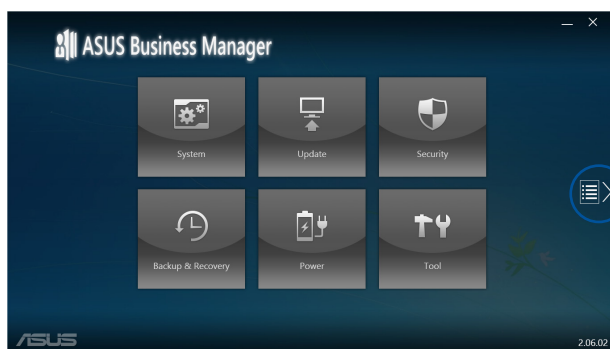 ASUS Business Manager
System
Update
Security
Backup & Recovery
Power
Tool
ASUS
2.06.02